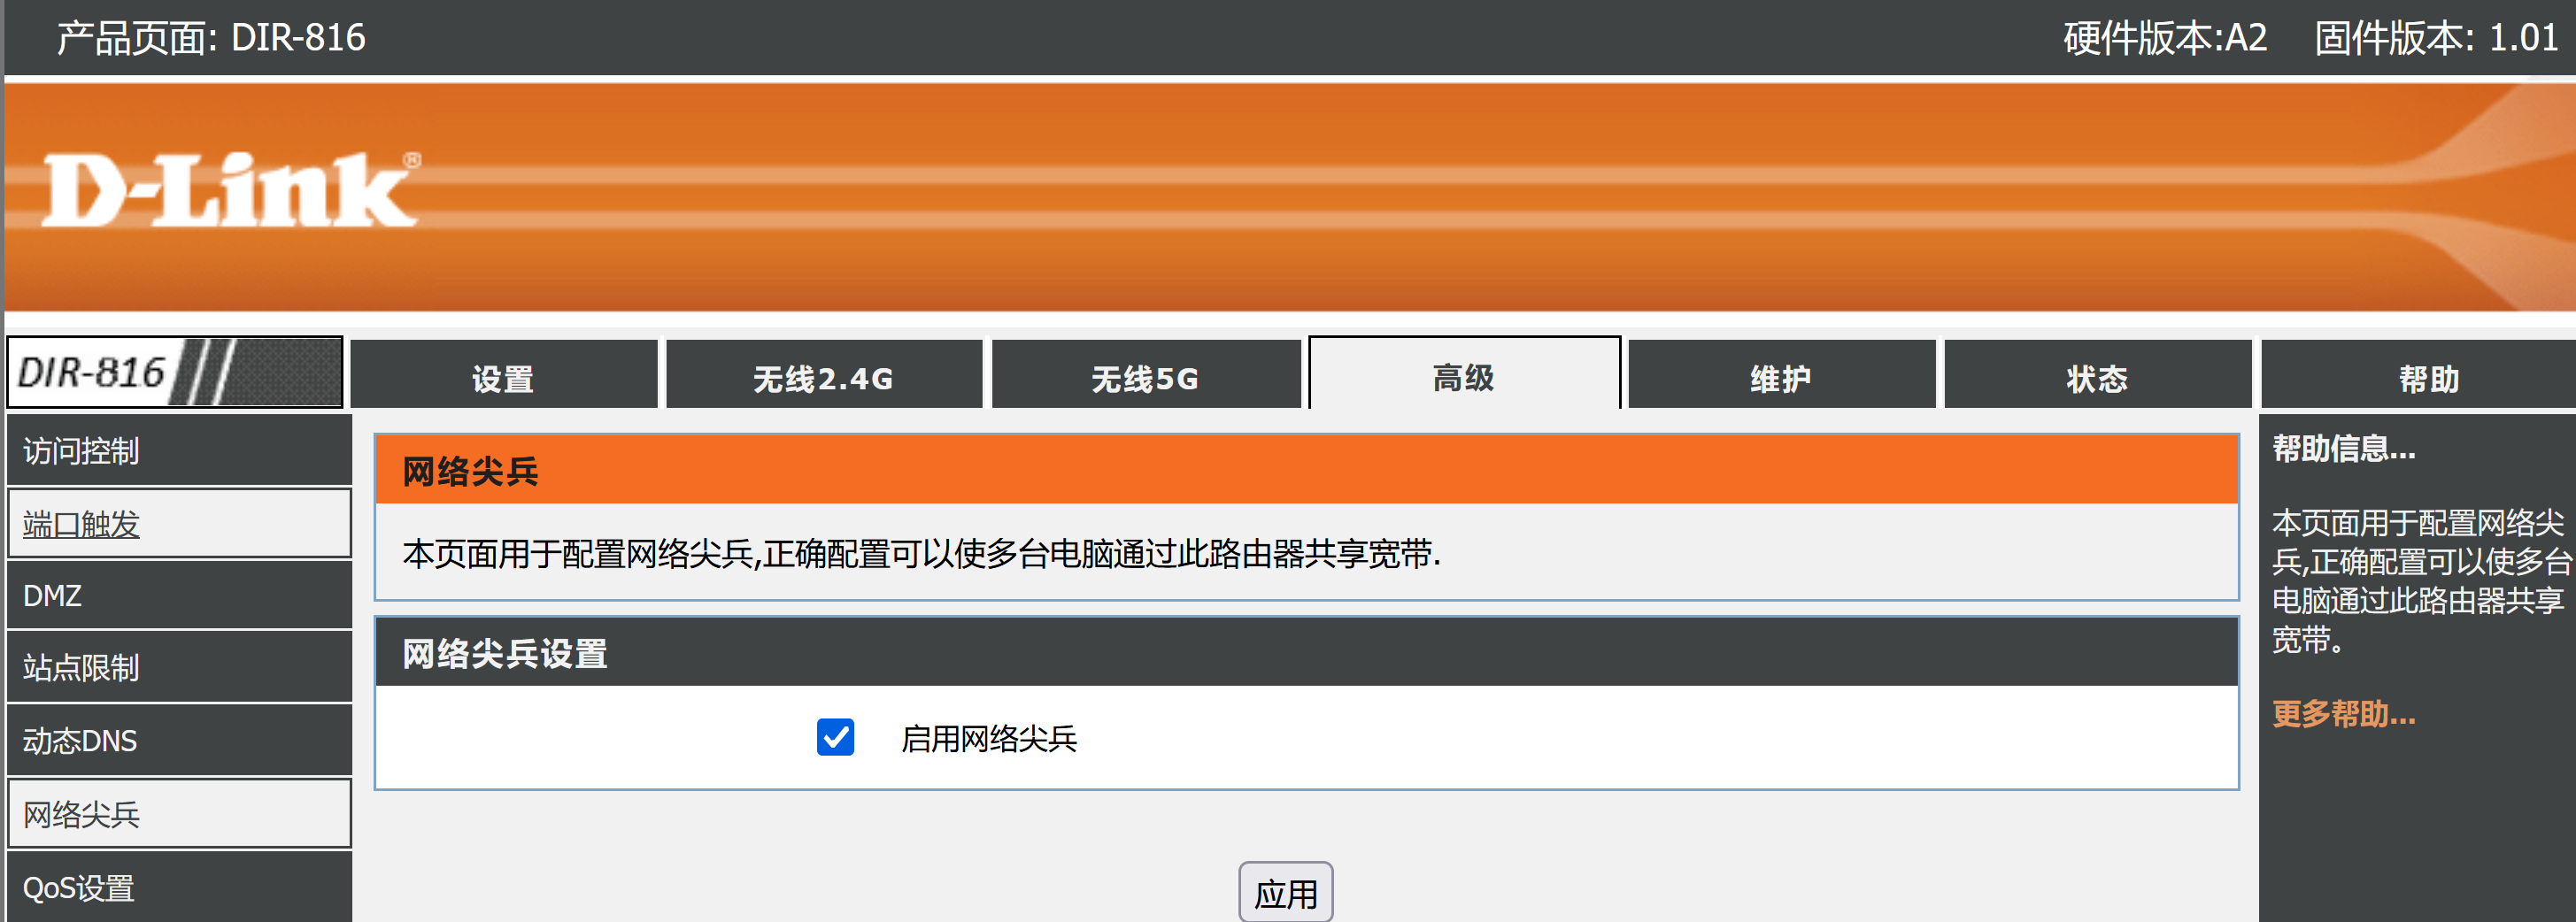 产品页面: DIR-816
硬件版本:A2 固件版本: 1.01
D-Link®
DIR-816
设置 无线2.4G 无线5G 高级 维护 状态 帮助
访问控制
端口触发
DMZ
站点限制
动态DNS
网络尖兵
QoS设置
网络尖兵
本页面用于配置网络尖兵,正确配置可以使多台电脑通过此路由器共享宽带.
网络尖兵设置
启用网络尖兵
应用
帮助信息...
本页面用于配置网络尖
兵,正确配置可以使多台
电脑通过此路由器共享
宽带。
更多帮助...